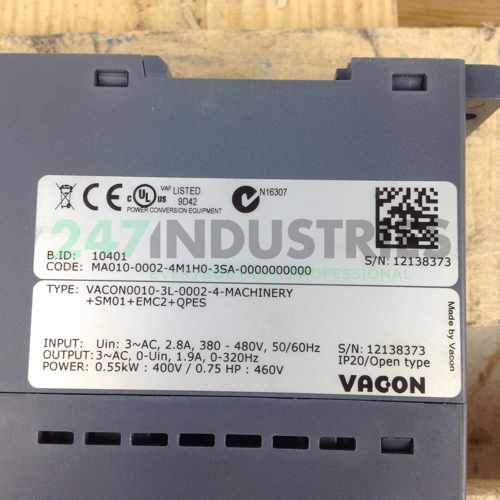 CE c UL US VAF LISTED
9D42
POWER CONVERSION EQUIPMENT
N16307
247INDUSTRIES
B.ID: 10401
CODE: MA010-0002-4M1H0-3SA-0000000000
S/N: 12138373
TYPE: VACON0010-3L-0002-4-MACHINERY
+SM01+EMC2+QPES
INPUT: Uin: 3~AC, 2.8A, 380 - 480V, 50/60Hz
OUTPUT: 3~AC, 0-Uin, 1.9A, 0-320Hz
POWER: 0.55kW : 400V / 0.75 HP : 460V
S/N: 12138373
IP20/Open type
VACON
Made by Vacon